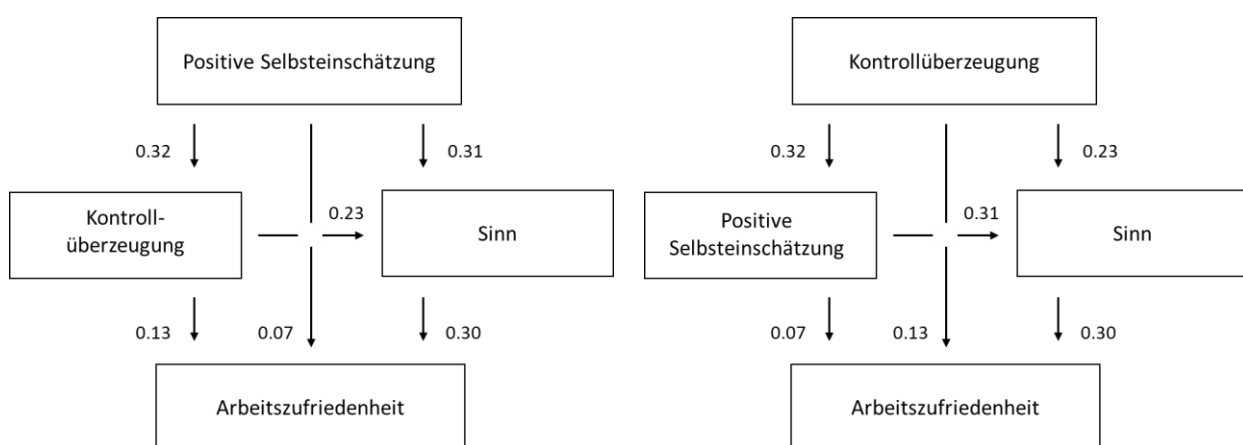 Positive Selbsteinschätzung
0.32
0.31
Kontroll-
überzeugung
0.23
Sinn
0.13
0.07
0.30
Arbeitszufriedenheit
Kontrollüberzeugung
0.32
0.23
Positive
Selbsteinschätzung
0.31
Sinn
0.07
0.13
0.30
Arbeitszufriedenheit